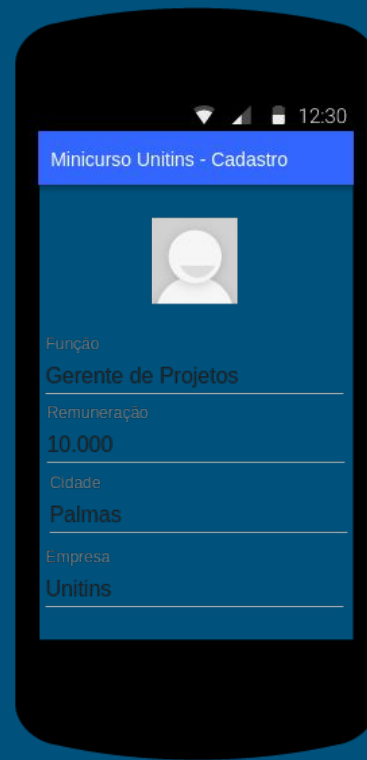 12:30
Minicurso Unitins - Cadastro
Função
Gerente de Projetos
Remuneração
10.000
Cidade
Palmas
Empresa
Unitins